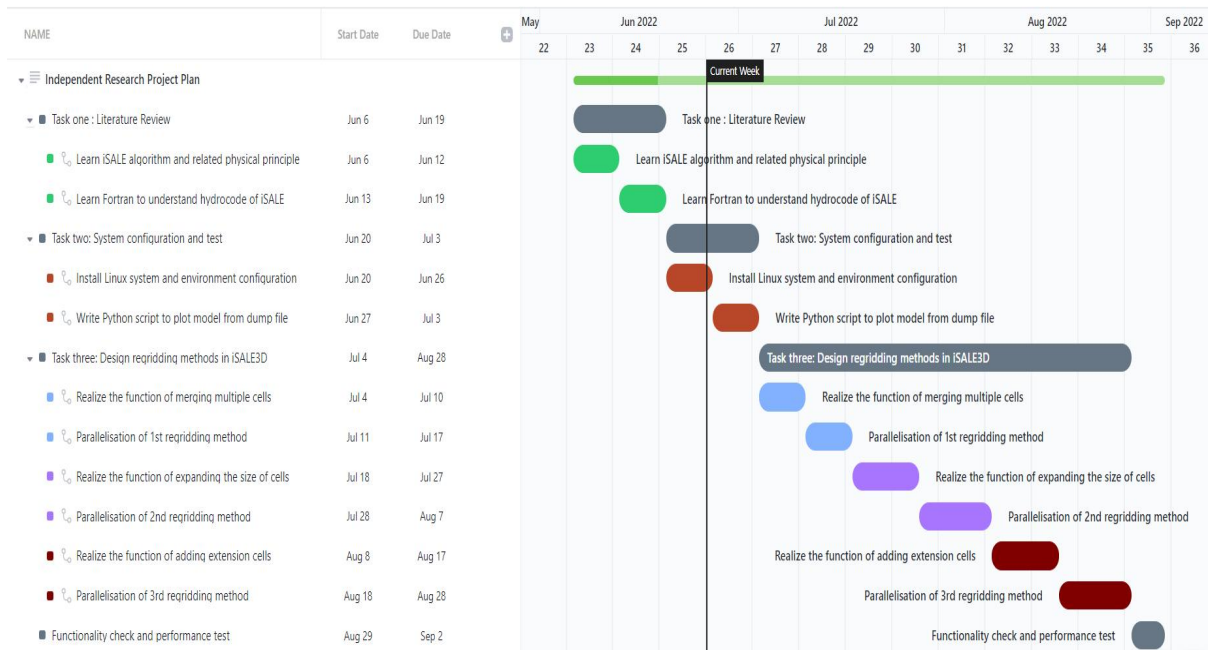 May Jun 2022 Jul 2022 Aug 2022 Sep 2022
NAME Start Date Due Date
22 23 24 25 26 27 28 29 30 31 32 33 34 35 36
Current Week
Independent Research Project Plan
Task one : Literature Review Jun 6 Jun 19 Task one : Literature Review
Learn iSALE algorithm and related physical principle Jun 6 Jun 12 Learn iSALE algorithm and related physical principle
Learn Fortran to understand hydrocode of iSALE Jun 13 Jun 19 Learn Fortran to understand hydrocode of iSALE
Task two: System configuration and test Jun 20 Jul 3 Task two: System configuration and test
Install Linux system and environment configuration Jun 20 Jun 26 Install Linux system and environment configuration
Write Python script to plot model from dump file Jun 27 Jul 3 Write Python script to plot model from dump file
Task three: Design regridding methods in iSALE3D Jul 4 Aug 28 Task three: Design regridding methods in iSALE3D
Realize the function of merging multiple cells Jul 4 Jul 10 Realize the function of merging multiple cells
Parallelisation of 1st regridding method Jul 11 Jul 17 Parallelisation of 1st regridding method
Realize the function of expanding the size of cells Jul 18 Jul 27 Realize the function of expanding the size of cells
Parallelisation of 2nd regridding method Jul 28 Aug 7 Parallelisation of 2nd regridding method
Realize the function of adding extension cells Aug 8 Aug 17 Realize the function of adding extension cells
Parallelisation of 3rd regridding method Aug 18 Aug 28 Parallelisation of 3rd regridding method
Functionality check and performance test Aug 29 Sep 2 Functionality check and performance test